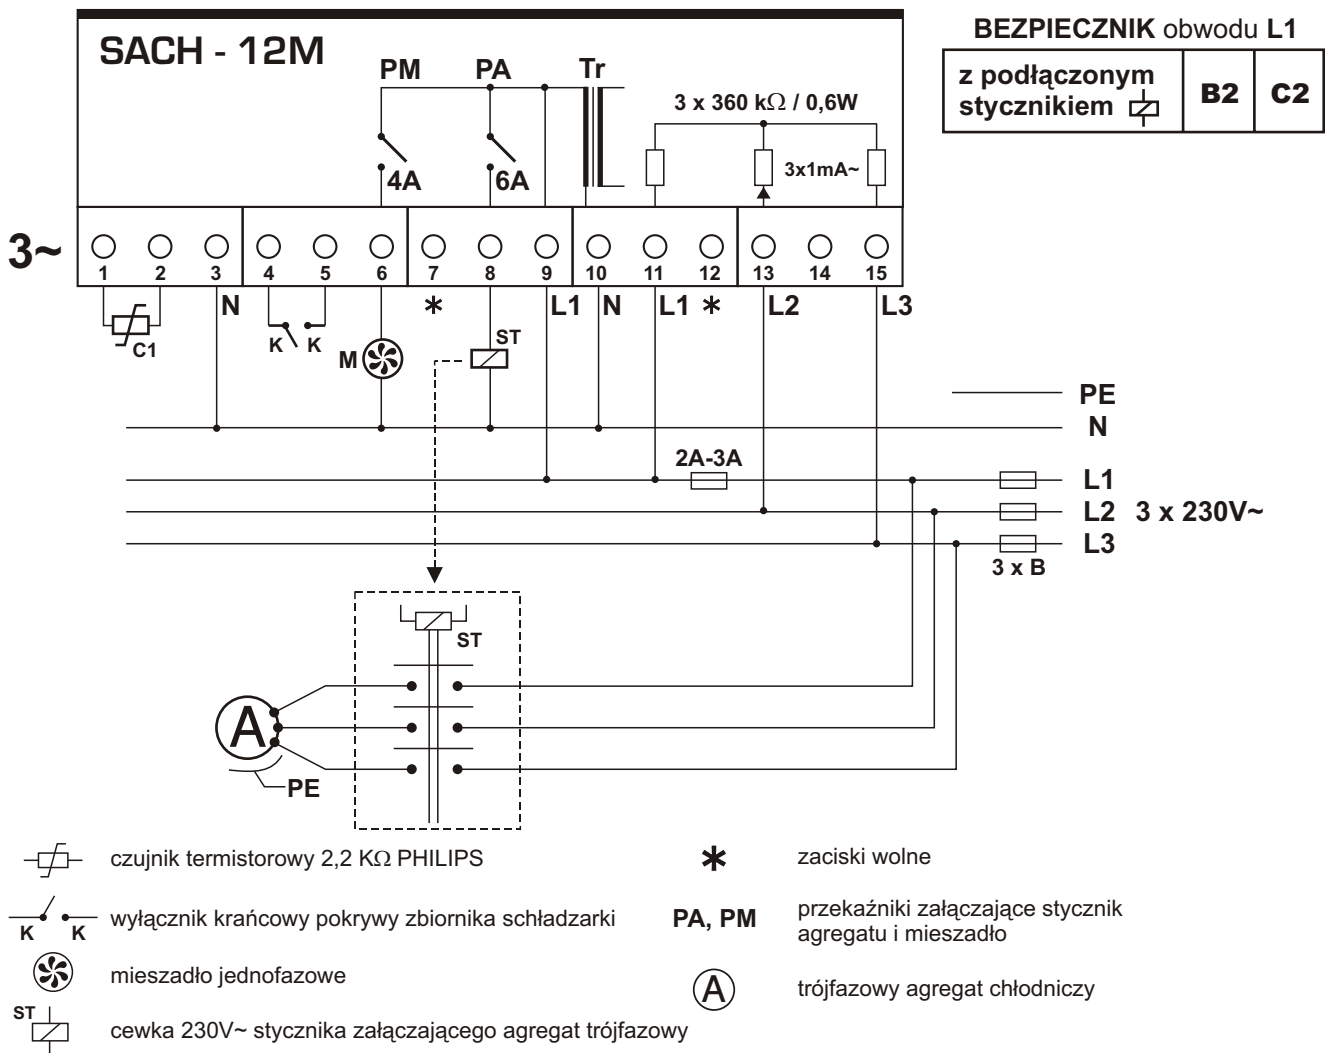 BEZPIECZNIK obwodu L1
z podłączonym
stycznikiem
B2
C2
SACH - 12M
PM
PA
Tr
3 x 360 kΩ / 0,6W
4A
6A
3x1mA~
3~
1
2
3
4
5
6
7
8
9
10
11
12
13
14
15
N
*
L1
N
L1
*
L2
L3
C1
K
K
M
ST
PE
N
2A-3A
L1
L2
3 x 230V~
L3
3 x B
ST
A
PE
czujnik termistorowy 2,2 KΩ PHILIPS
K
K
wyłącznik krańcowy pokrywy zbiornika schładzarki
mieszadło jednofazowe
ST
cewka 230V~ stycznika załączającego agregat trójfazowy
*
zaciski wolne
PA, PM
przekaźniki załączające stycznik
agregatu i mieszadło
A
trójfazowy agregat chłodniczy